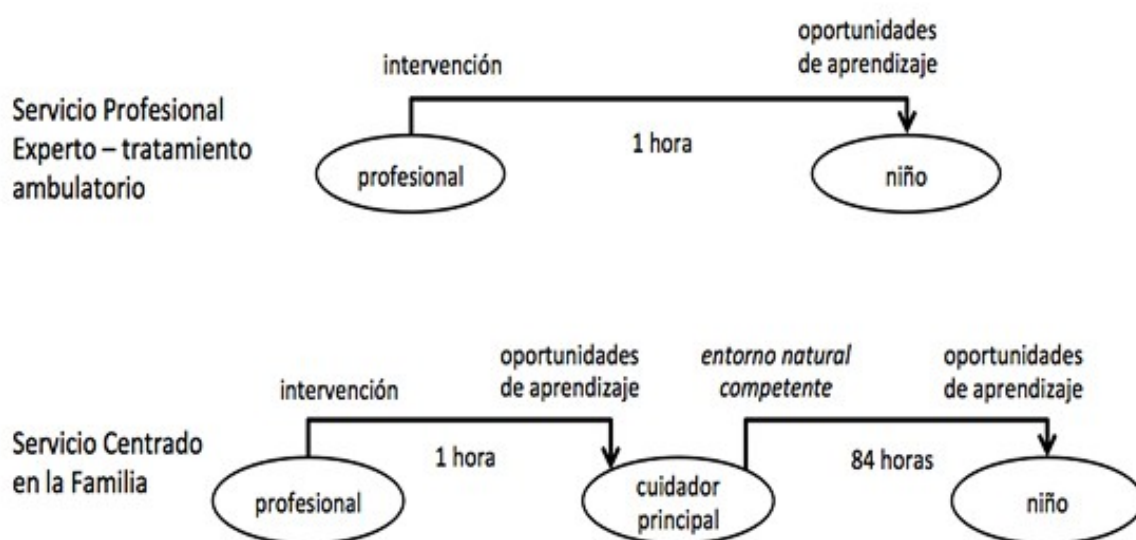 oportunidades
de aprendizaje
intervención
Servicio Profesional
Experto – tratamiento
ambulatorio
1 hora
profesional
niño
oportunidades
de aprendizaje
entorno natural
competente
oportunidades
de aprendizaje
intervención
Servicio Centrado
en la Familia
1 hora
84 horas
profesional
cuidador
principal
niño